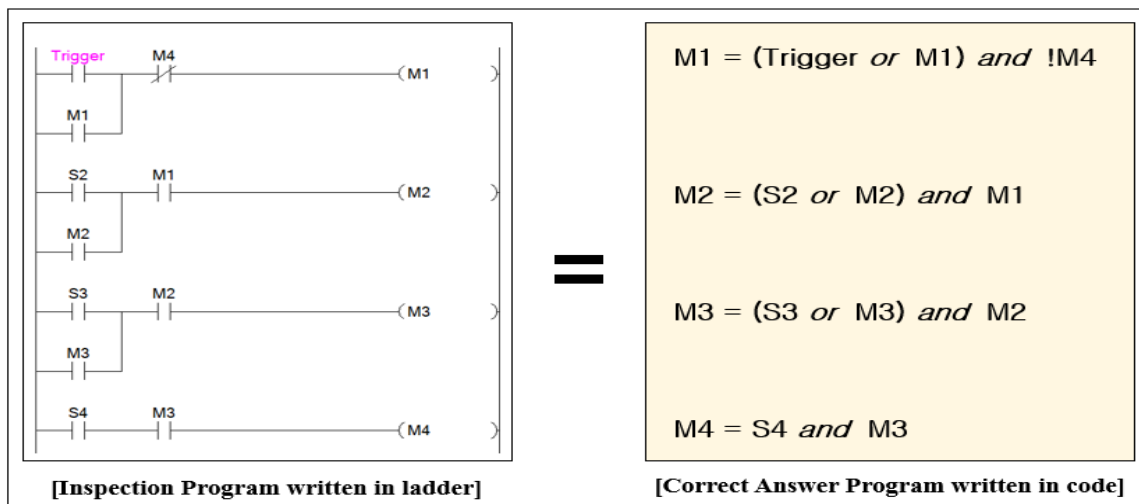 Trigger M4
M1
M1
S2 M1
M2
M2
S3 M2
M3
M3
S4 M3
M4
[Inspection Program written in ladder]
=
M1 = (Trigger or M1) and !M4
M2 = (S2 or M2) and M1
M3 = (S3 or M3) and M2
M4 = S4 and M3
[Correct Answer Program written in code]